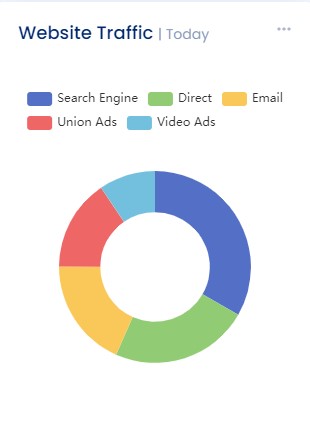 Website Traffic | Today
Search Engine Direct Email
Union Ads Video Ads